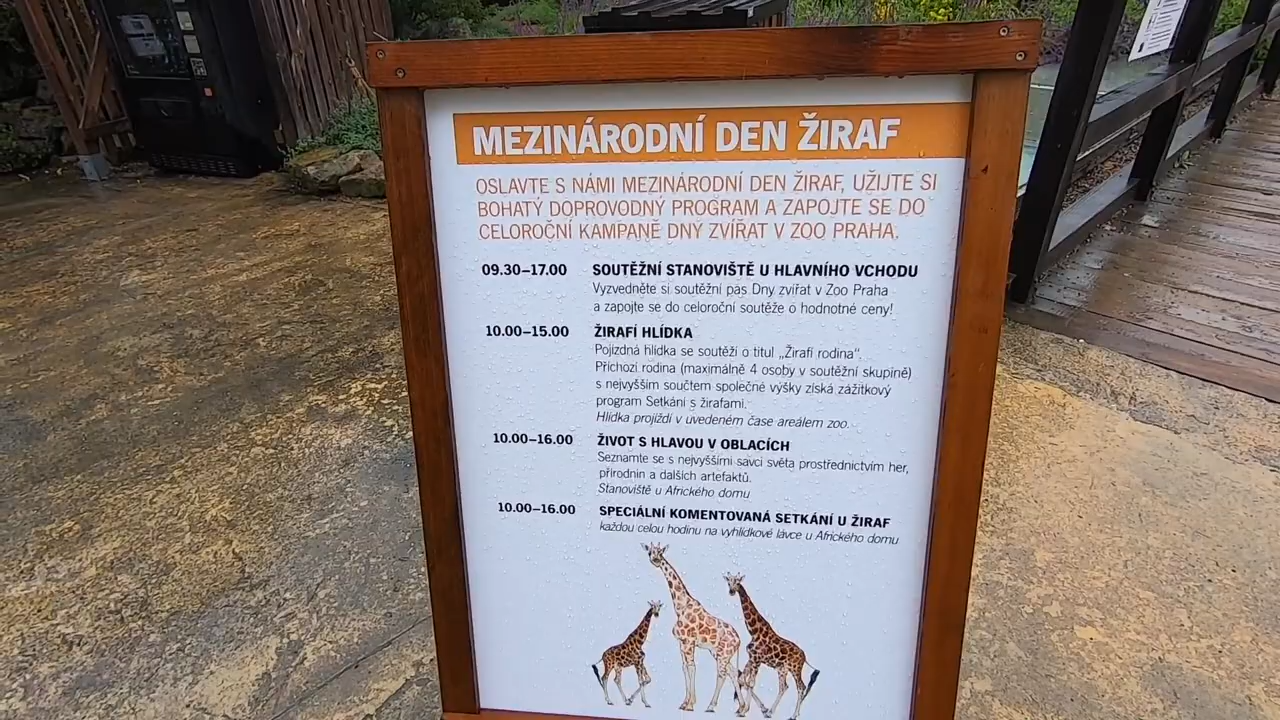 MEZINÁRODNÍ DEN ŽIRAF
OSLAVTE S NÁMI MEZINÁRODNÍ DEN ŽIRAF, UŽIJTE SI
BOHATÝ DOPROVODNÝ PROGRAM A ZAPOJTE SE DO
CELOROČNÍ KAMPANĚ DNY ZVÍŘAT V ZOO PRAHA.
09.30–17.00 SOUTĚŽNÍ STANOVIŠTĚ U HLAVNÍHO VCHODU
Vyzvedněte si soutěžní pas Dny zvířat v Zoo Praha
a zapojte se do celoroční soutěže o hodnotné ceny!
10.00–15.00 ŽIRAFÍ HLÍDKA
Pojízdná hlídka se soutěží o titul „Žirafí rodina“.
Příchozí rodina (maximálně 4 osoby v soutěžní skupině)
s nejvyšším součtem společné výšky získá zážitkový
program Setkání s žirafami.
Hlídka projíždí v uvedeném čase areálem zoo.
10.00–16.00 ŽIVOT S HLAVOU V OBLACÍCH
Seznamte se s nejvyššími savci světa prostřednictvím her,
přírodnin a dalších artefaktů.
Stanoviště u Afrického domu
10.00–16.00 SPECIÁLNÍ KOMENTOVANÁ SETKÁNÍ U ŽIRAF
každou celou hodinu na vyhlídkové lávce u Afrického domu